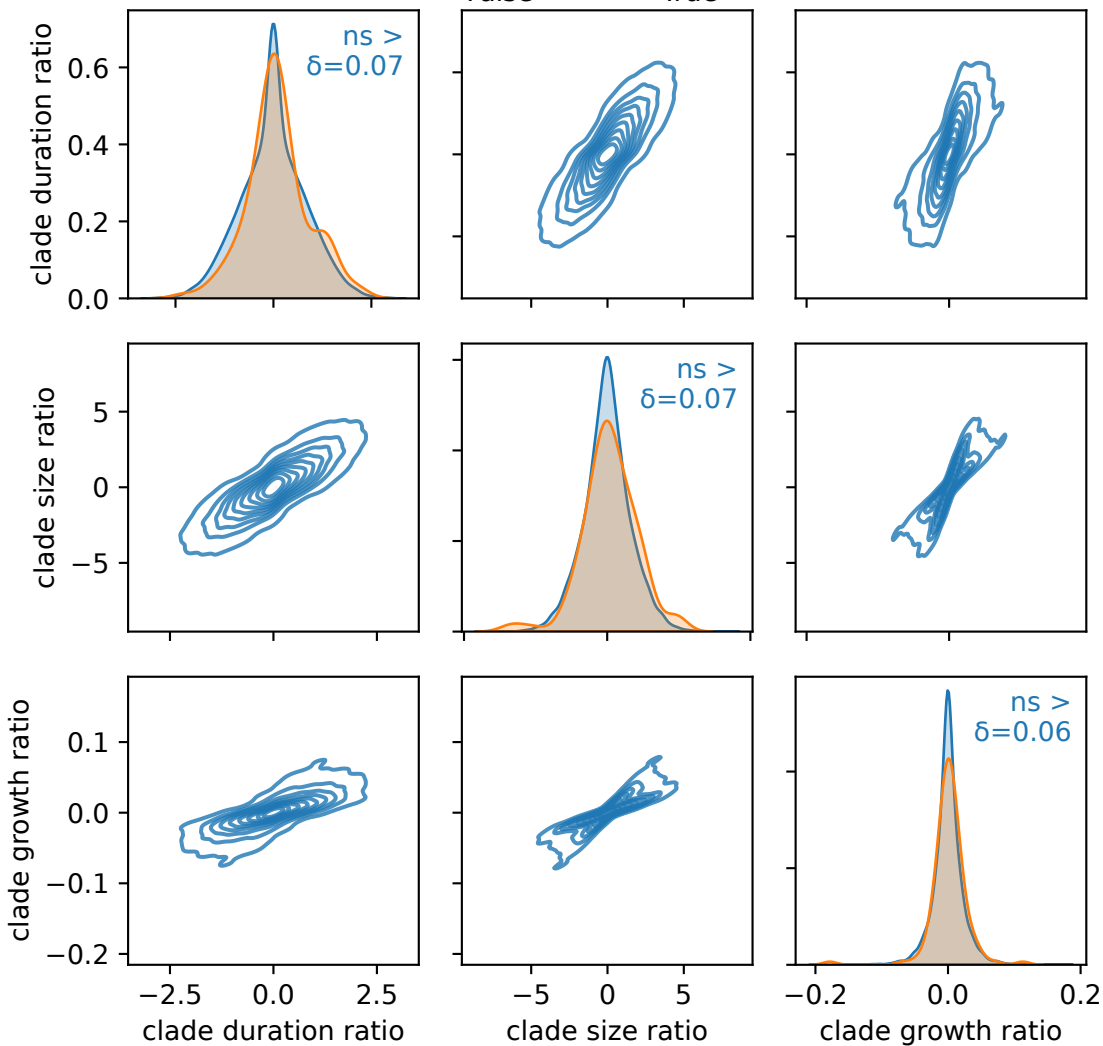 ns >
δ=0.07
0.6
0.4
0.2
0.0
clade duration ratio
ns >
δ=0.07
5
0
−5
clade size ratio
ns >
δ=0.06
0.1
0.0
−0.1
−0.2
clade growth ratio
−2.5 0.0 2.5
−5 0 5
−0.2 0.0 0.2
clade duration ratio
clade size ratio
clade growth ratio